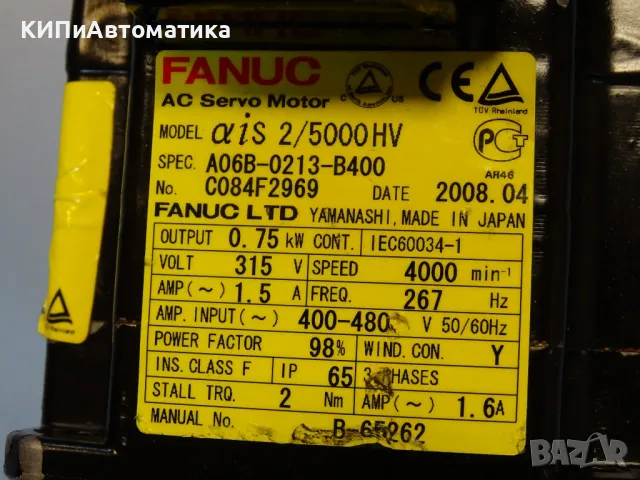 КИПиАвтоматика
FANUC
AC Servo Motor
C US
TÜV Rheinland
MODEL αiS 2/5000HV
SPEC. A06B-0213-B400
АЯ46
No. C084F2969 DATE 2008.04
FANUC LTD YAMANASHI, MADE IN JAPAN
OUTPUT 0.75 kW CONT. IEC60034-1
VOLT 315 V SPEED 4000 min⁻¹
AMP(～) 1.5 A FREQ. 267 Hz
AMP. INPUT(～) 400-480 V 50/60Hz
POWER FACTOR 98% WIND. CON. Y
INS. CLASS F IP 65 3 PHASES
STALL TRQ. 2 Nm AMP(～) 1.6A
MANUAL No. B-65262
BAZAR